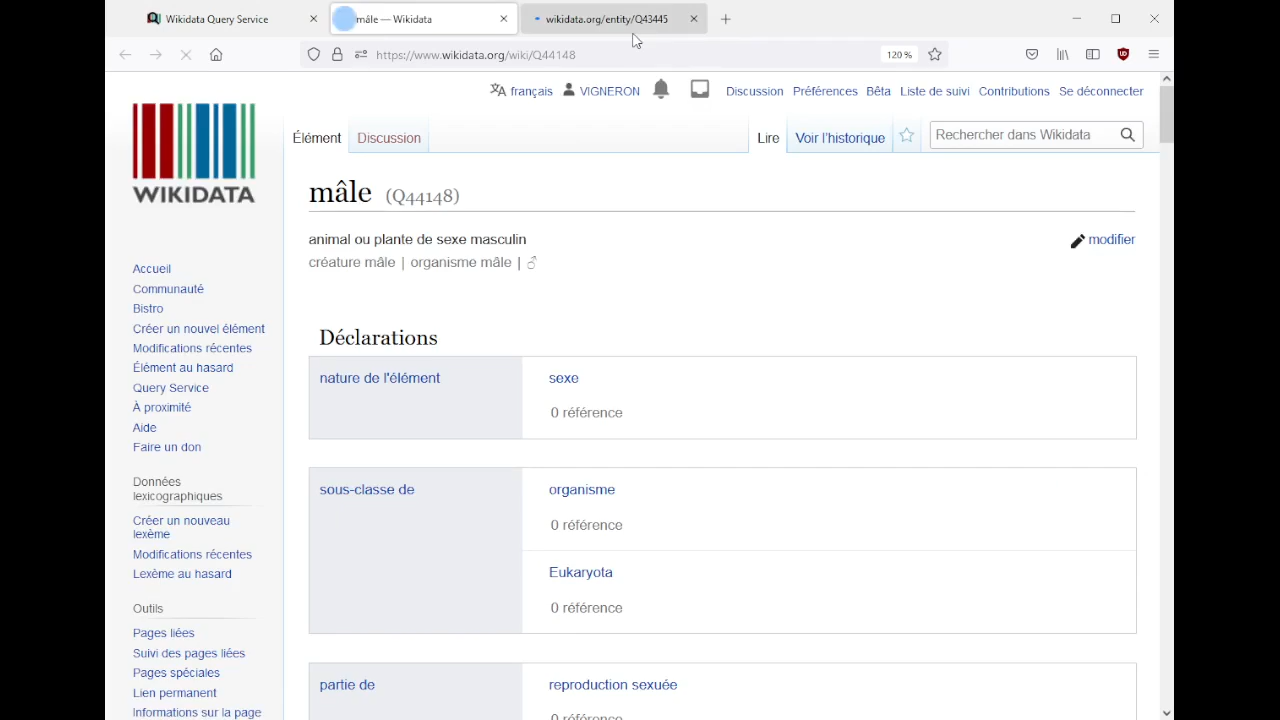 Wikidata Query Service
mâle — Wikidata
wikidata.org/entity/Q43445
https://www.wikidata.org/wiki/Q44148
120 %
français
VIGNERON
Discussion
Préférences
Bêta
Liste de suivi
Contributions
Se déconnecter
WIKIDATA
Élément
Discussion
Lire
Voir l’historique
Rechercher dans Wikidata
mâle (Q44148)
animal ou plante de sexe masculin
modifier
créature mâle | organisme mâle | ♂
Accueil
Communauté
Bistro
Créer un nouvel élément
Modifications récentes
Élément au hasard
Query Service
À proximité
Aide
Faire un don
Données
lexicographiques
Créer un nouveau
lexème
Modifications récentes
Lexème au hasard
Outils
Pages liées
Suivi des pages liées
Pages spéciales
Lien permanent
Informations sur la page
Déclarations
nature de l’élément
sexe
0 référence
sous-classe de
organisme
0 référence
Eukaryota
0 référence
partie de
reproduction sexuée
0 référence